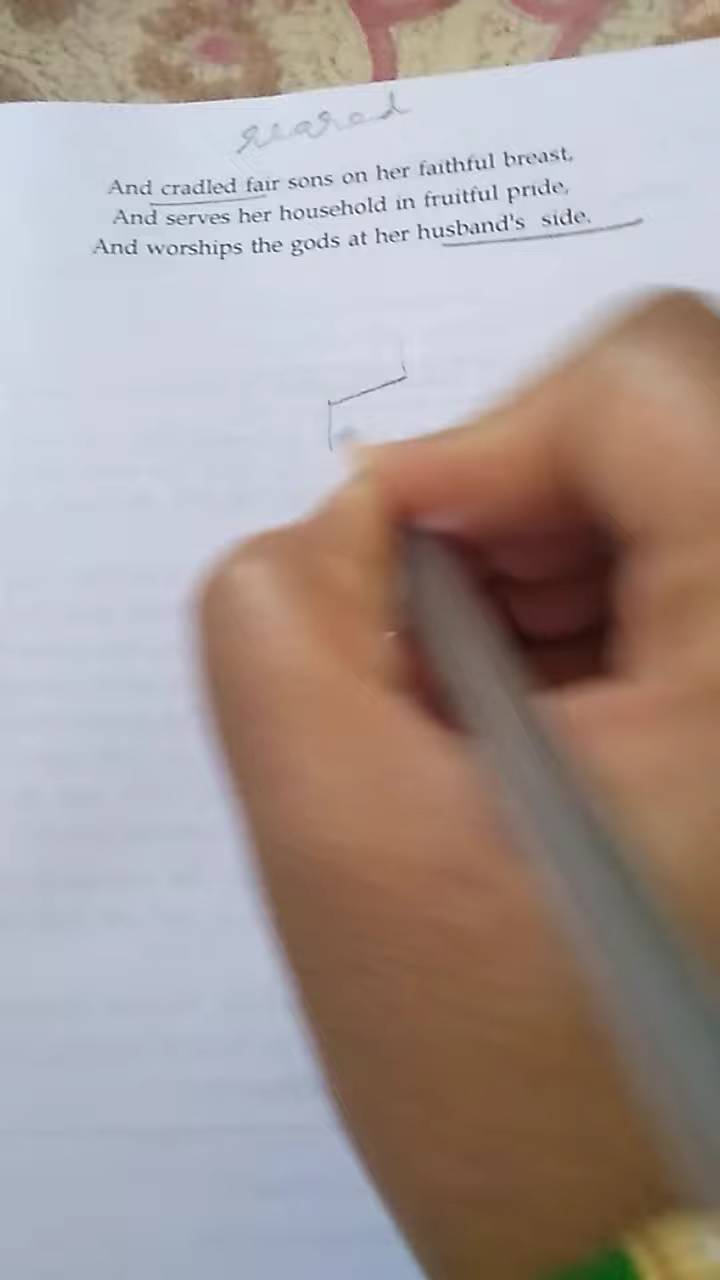 reared
And cradled fair sons on her faithful breast,
And serves her household in fruitful pride,
And worships the gods at her husband's side.